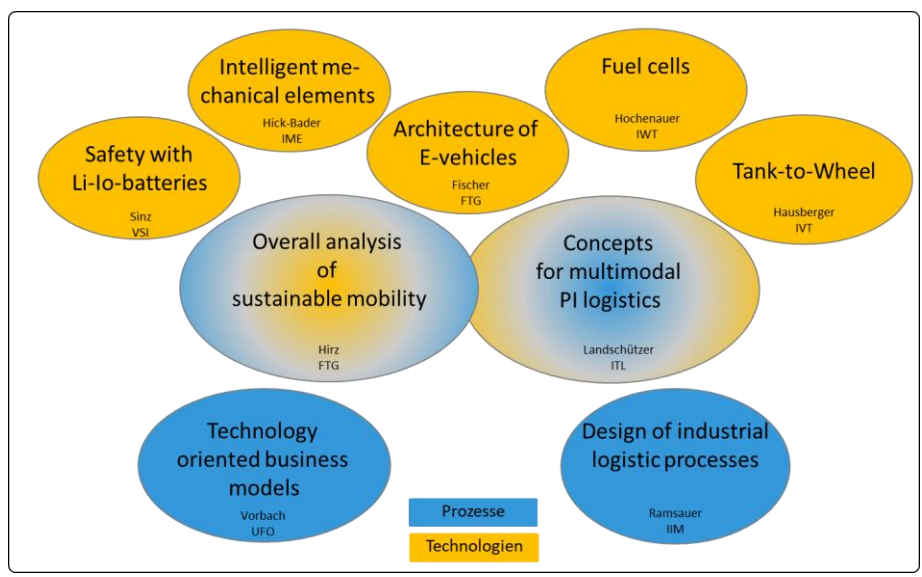 Intelligent me-
chanical elements
Hick-Bader
IME
Fuel cells
Hochenauer
IWT
Architecture of
E-vehicles
Fischer
FTG
Safety with
Li-Io-batteries
Sinz
VSI
Tank-to-Wheel
Hausberger
IVT
Overall analysis
of
sustainable mobility
Hirz
FTG
Concepts
for multimodal
PI logistics
Landschützer
ITL
Technology
oriented business
models
Vorbach
UFO
Design of industrial
logistic processes
Ramsauer
IIM
Prozesse
Technologien